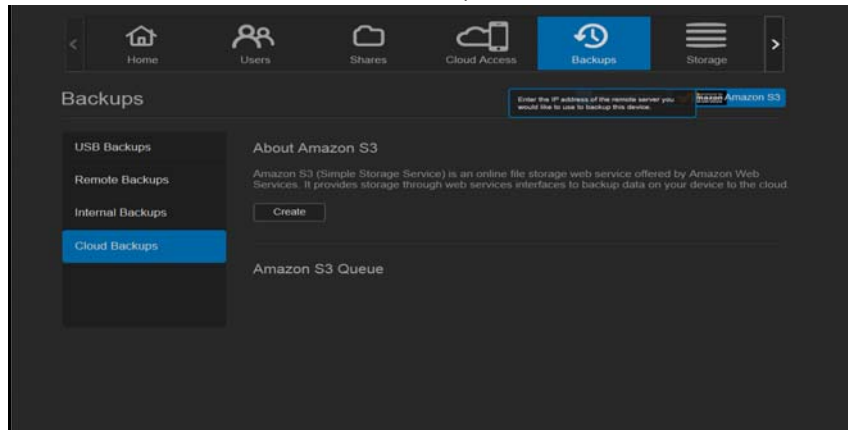 Home
Users
Shares
Cloud Access
Backups
Storage
Backups
Enter the IP address of the remote server you
would like to use to backup this device.
Amazon S3
USB Backups
Remote Backups
Internal Backups
Cloud Backups
About Amazon S3
Amazon S3 (Simple Storage Service) is an online file storage web service offered by Amazon Web
Services. It provides storage through web services interfaces to backup data on your device to the cloud
Create
Amazon S3 Queue